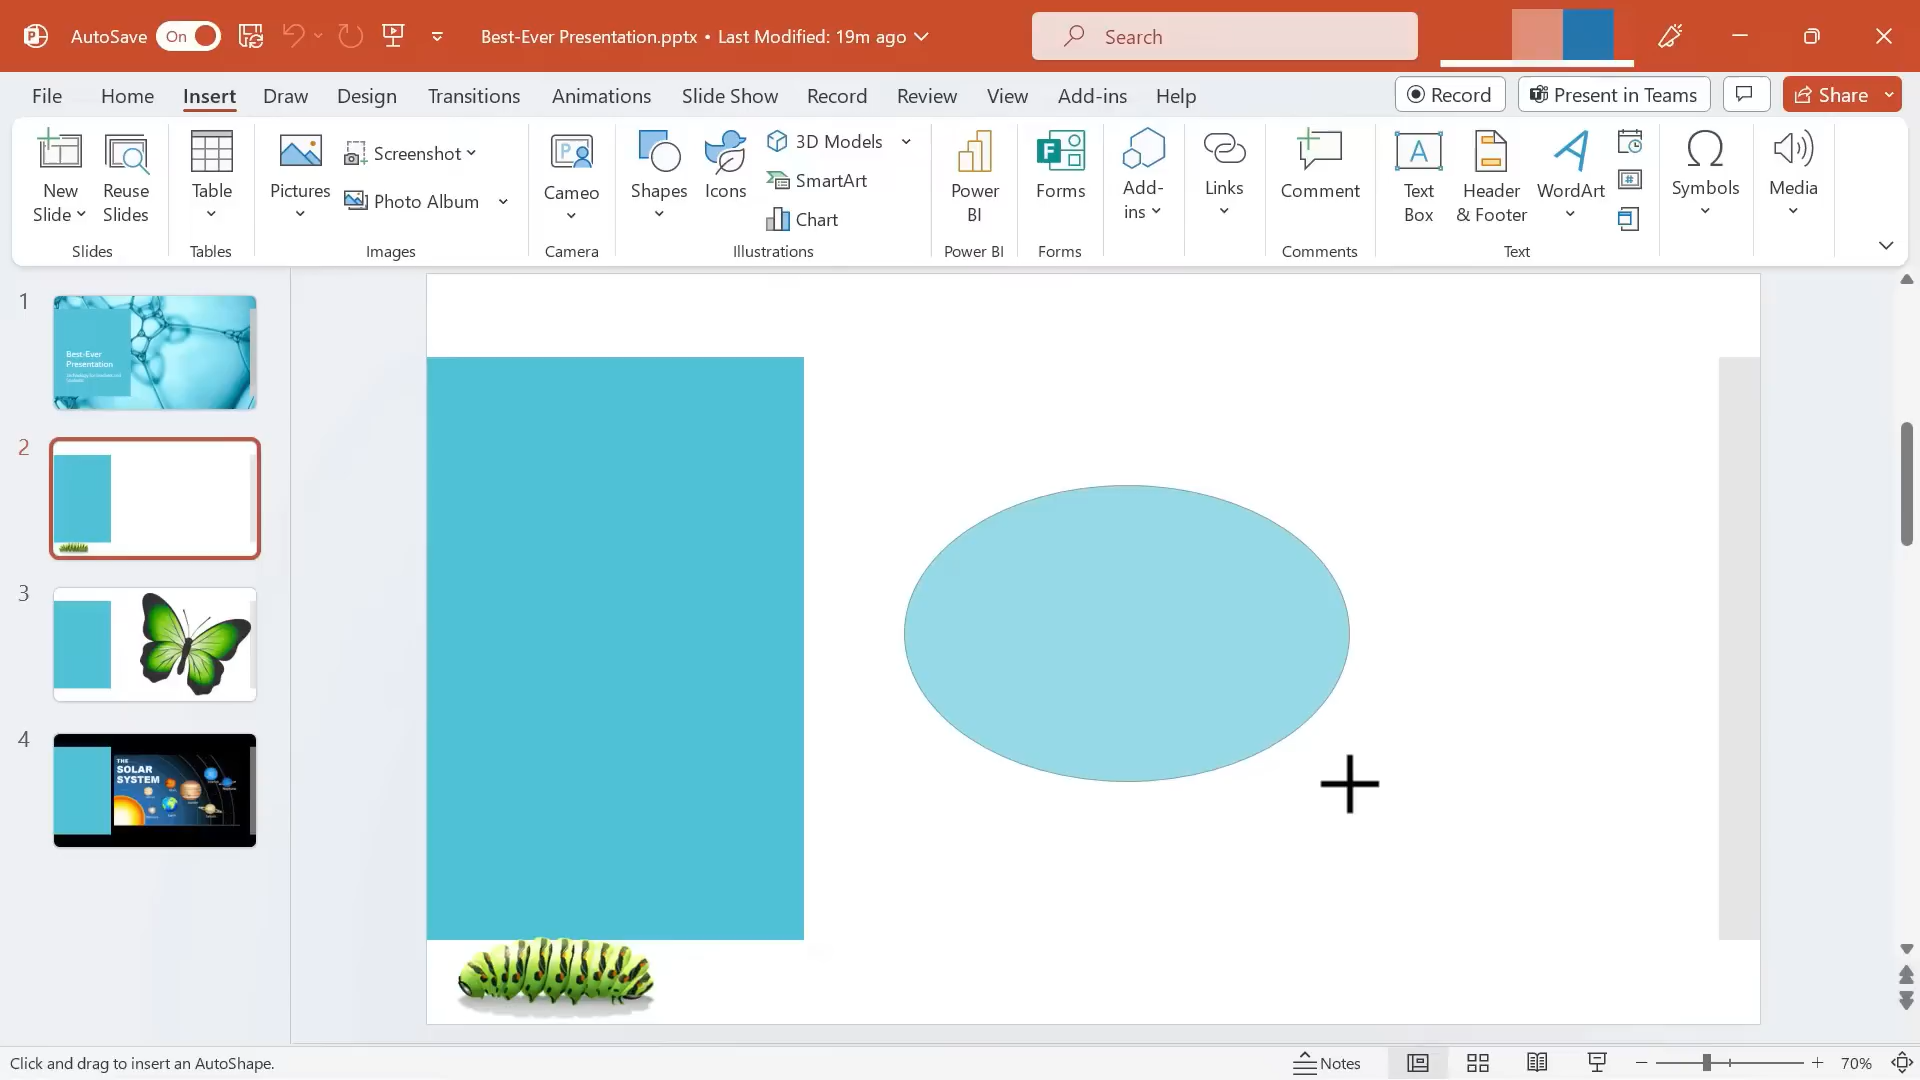 AutoSave On Best-Ever Presentation.pptx • Last Modified: 19m ago Search
File Home Insert Draw Design Transitions Animations Slide Show Record Review View Add-ins Help Record Present in Teams Share
New Slide
Reuse Slides
Slides
Table
Tables
Pictures
Screenshot
Photo Album
Images
Cameo
Camera
Shapes
Icons
3D Models
SmartArt
Chart
Illustrations
Power BI
Power BI
Forms
Forms
Add-ins
Links
Comment
Comments
Text Box
Header & Footer
WordArt
Text
Symbols
Media
1
Best-Ever
Presentation
2
3
4
THE
SOLAR
SYSTEM
Click and drag to insert an AutoShape. Notes 70%